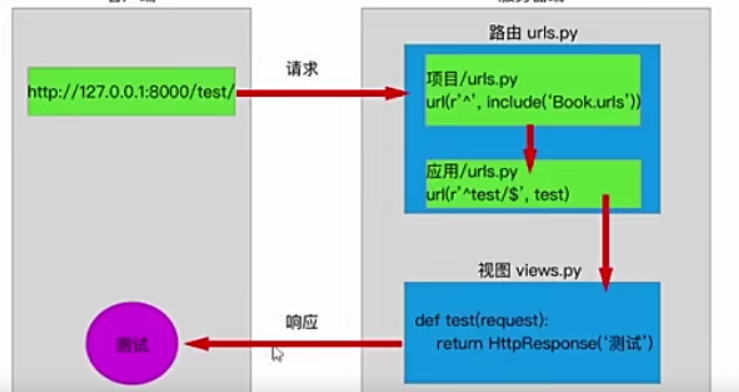 路由 urls.py
请求
http://127.0.0.1:8000/test/
项目/urls.py
url(r'^', include(‘Book.urls’))
应用/urls.py
url(r’^test/$’, test)
视图 views.py
响应
测试
def test(request):
return HttpResponse(‘测试’)